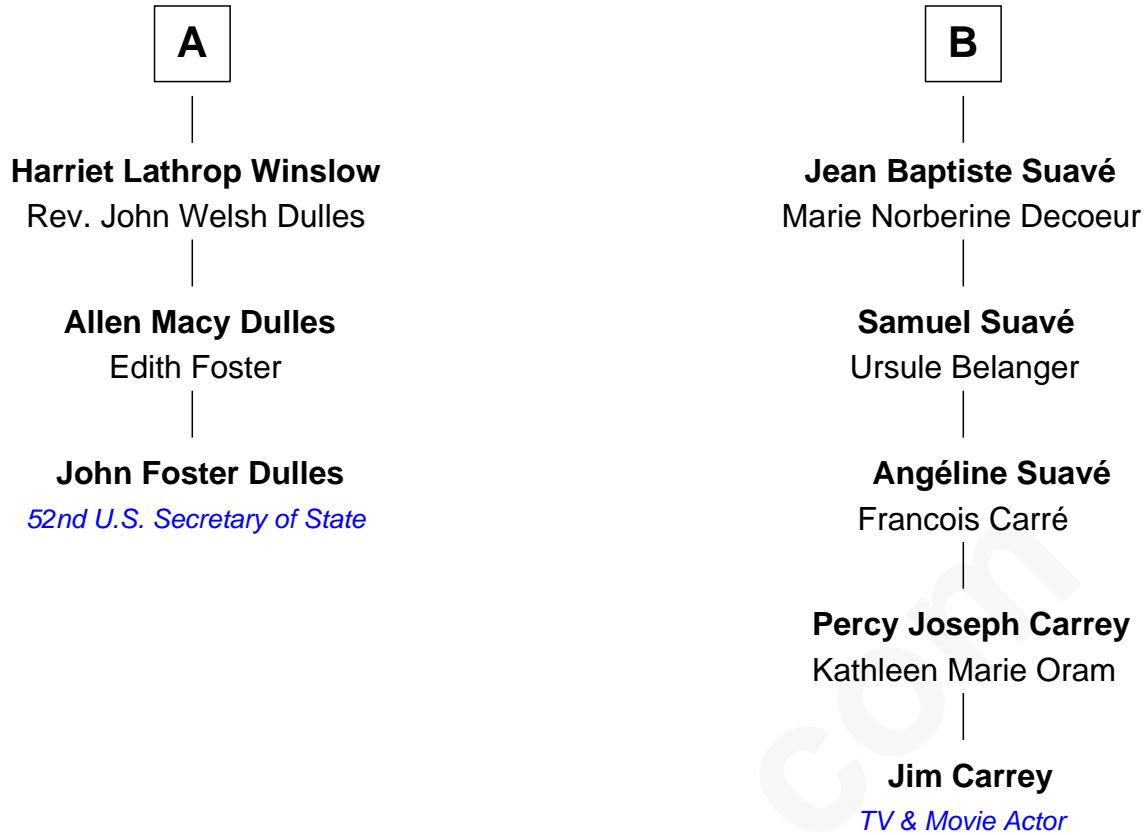 A
Harriet Lathrop Winslow
Rev. John Welsh Dulles
Allen Macy Dulles
Edith Foster
John Foster Dulles
52nd U.S. Secretary of State
B
Jean Baptiste Suavé
Marie Norberine Decoeur
Samuel Suavé
Ursule Belanger
Angéline Suavé
Francois Carré
Percy Joseph Carrey
Kathleen Marie Oram
Jim Carrey
TV & Movie Actor
com